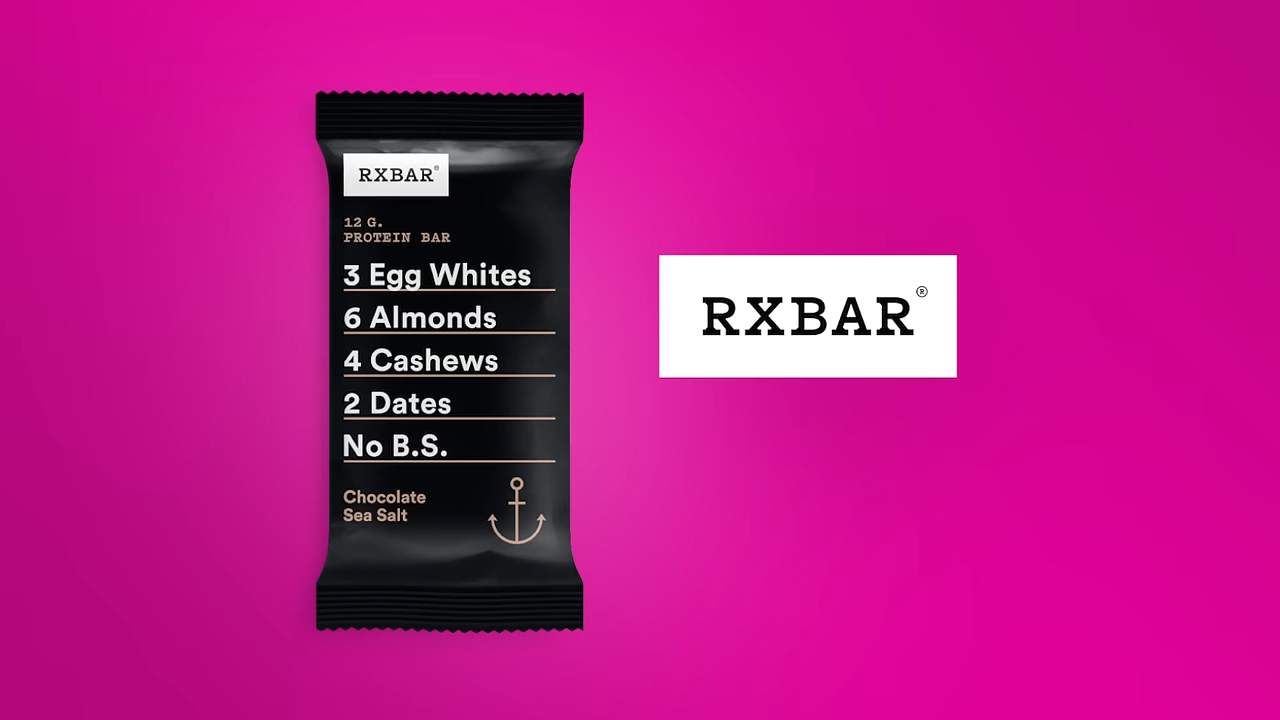 RXBAR®
12 G.
PROTEIN BAR
3 Egg Whites
6 Almonds
4 Cashews
2 Dates
No B.S.
Chocolate
Sea Salt
RXBAR®